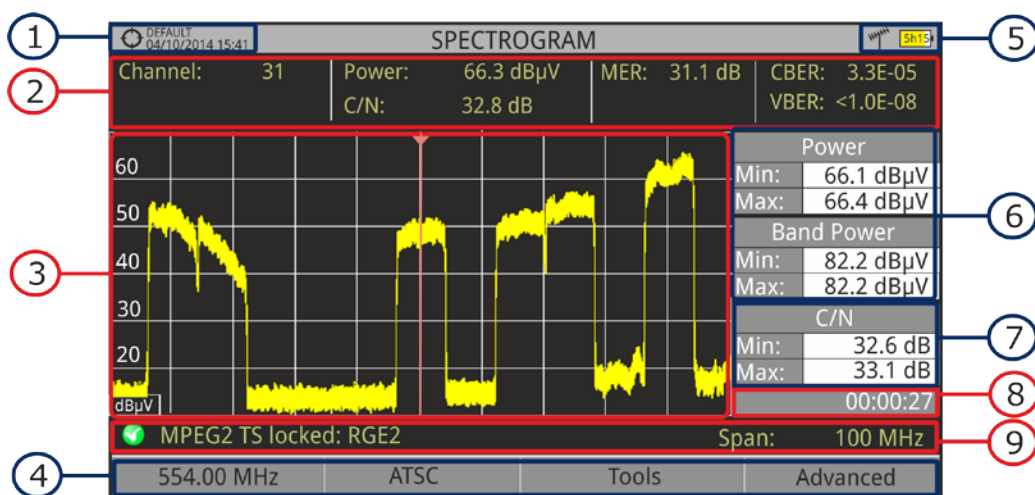 1
DEFAULT
04/10/2014 15:41
SPECTROGRAM
5h15
5
2
Channel: 31
Power: 66.3 dBµV
C/N: 32.8 dB
MER: 31.1 dB
CBER: 3.3E-05
VBER: <1.0E-08
3
60
50
40
30
20
dBµV
Power
Min: 66.1 dBµV
Max: 66.4 dBµV
Band Power
Min: 82.2 dBµV
Max: 82.2 dBµV
6
C/N
Min: 32.6 dB
Max: 33.1 dB
7
00:00:27
8
MPEG2 TS locked: RGE2
Span: 100 MHz
9
4
554.00 MHz
ATSC
Tools
Advanced